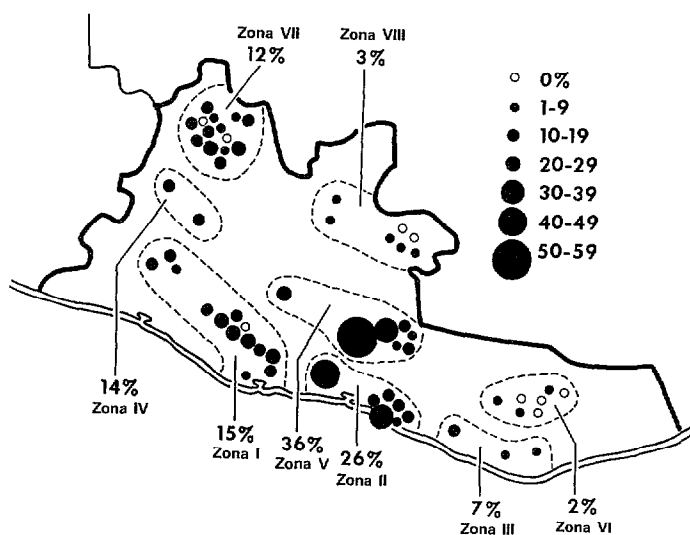 Zona VII
12%
Zona VIII
3%
0%
1-9
10-19
20-29
30-39
40-49
50-59
14%
Zona IV
15%
Zona I
36%
Zona V
26%
Zona II
7%
Zona III
2%
Zona VI